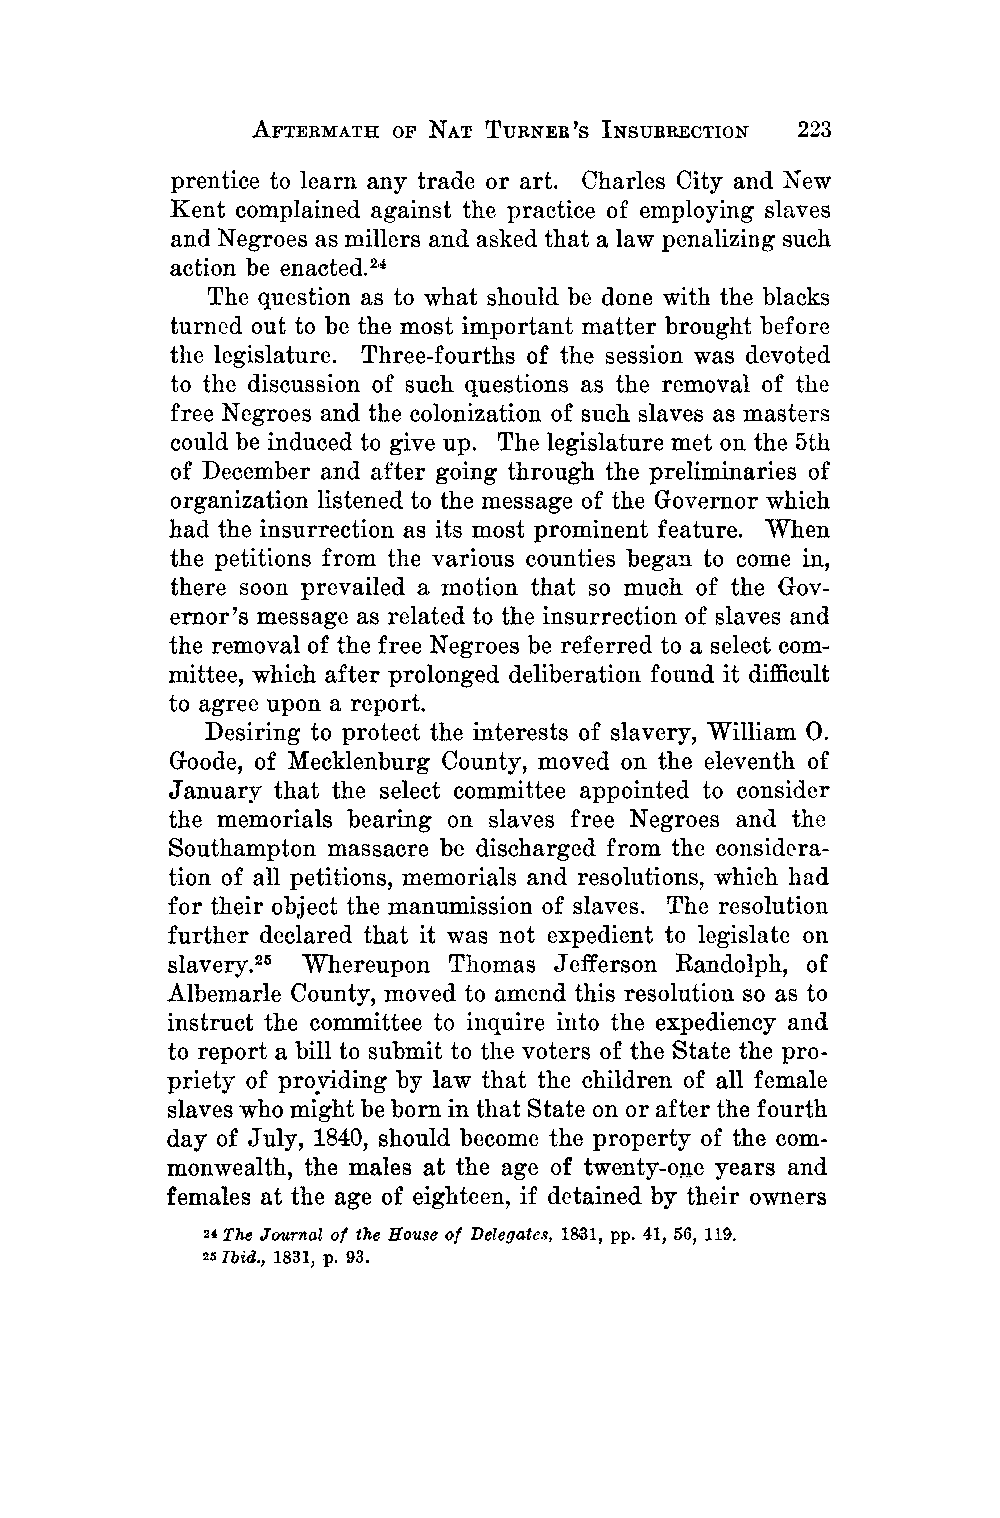 AFTERMATH OF NAT TURNER'S INSURRECTION 223
prentice to learn any trade or art. Charles City and New
Kent complained against the practice of employing slaves
and Negroes as millers and asked that a law penalizing such
action be enacted.²⁴
The question as to what should be done with the blacks
turned out to be the most important matter brought before
the legislature. Three-fourths of the session was devoted
to the discussion of such questions as the removal of the
free Negroes and the colonization of such slaves as masters
could be induced to give up. The legislature met on the 5th
of December and after going through the preliminaries of
organization listened to the message of the Governor which
had the insurrection as its most prominent feature. When
the petitions from the various counties began to come in,
there soon prevailed a motion that so much of the Gov-
ernor's message as related to the insurrection of slaves and
the removal of the free Negroes be referred to a select com-
mittee, which after prolonged deliberation found it difficult
to agree upon a report.
Desiring to protect the interests of slavery, William O.
Goode, of Mecklenburg County, moved on the eleventh of
January that the select committee appointed to consider
the memorials bearing on slaves free Negroes and the
Southampton massacre be discharged from the considera-
tion of all petitions, memorials and resolutions, which had
for their object the manumission of slaves. The resolution
further declared that it was not expedient to legislate on
slavery.²⁵ Whereupon Thomas Jefferson Randolph, of
Albemarle County, moved to amend this resolution so as to
instruct the committee to inquire into the expediency and
to report a bill to submit to the voters of the State the pro-
priety of providing by law that the children of all female
slaves who might be born in that State on or after the fourth
day of July, 1840, should become the property of the com-
monwealth, the males at the age of twenty-one years and
females at the age of eighteen, if detained by their owners
²⁴ The Journal of the House of Delegates, 1831, pp. 41, 56, 119.
²⁵ Ibid., 1831, p. 93.